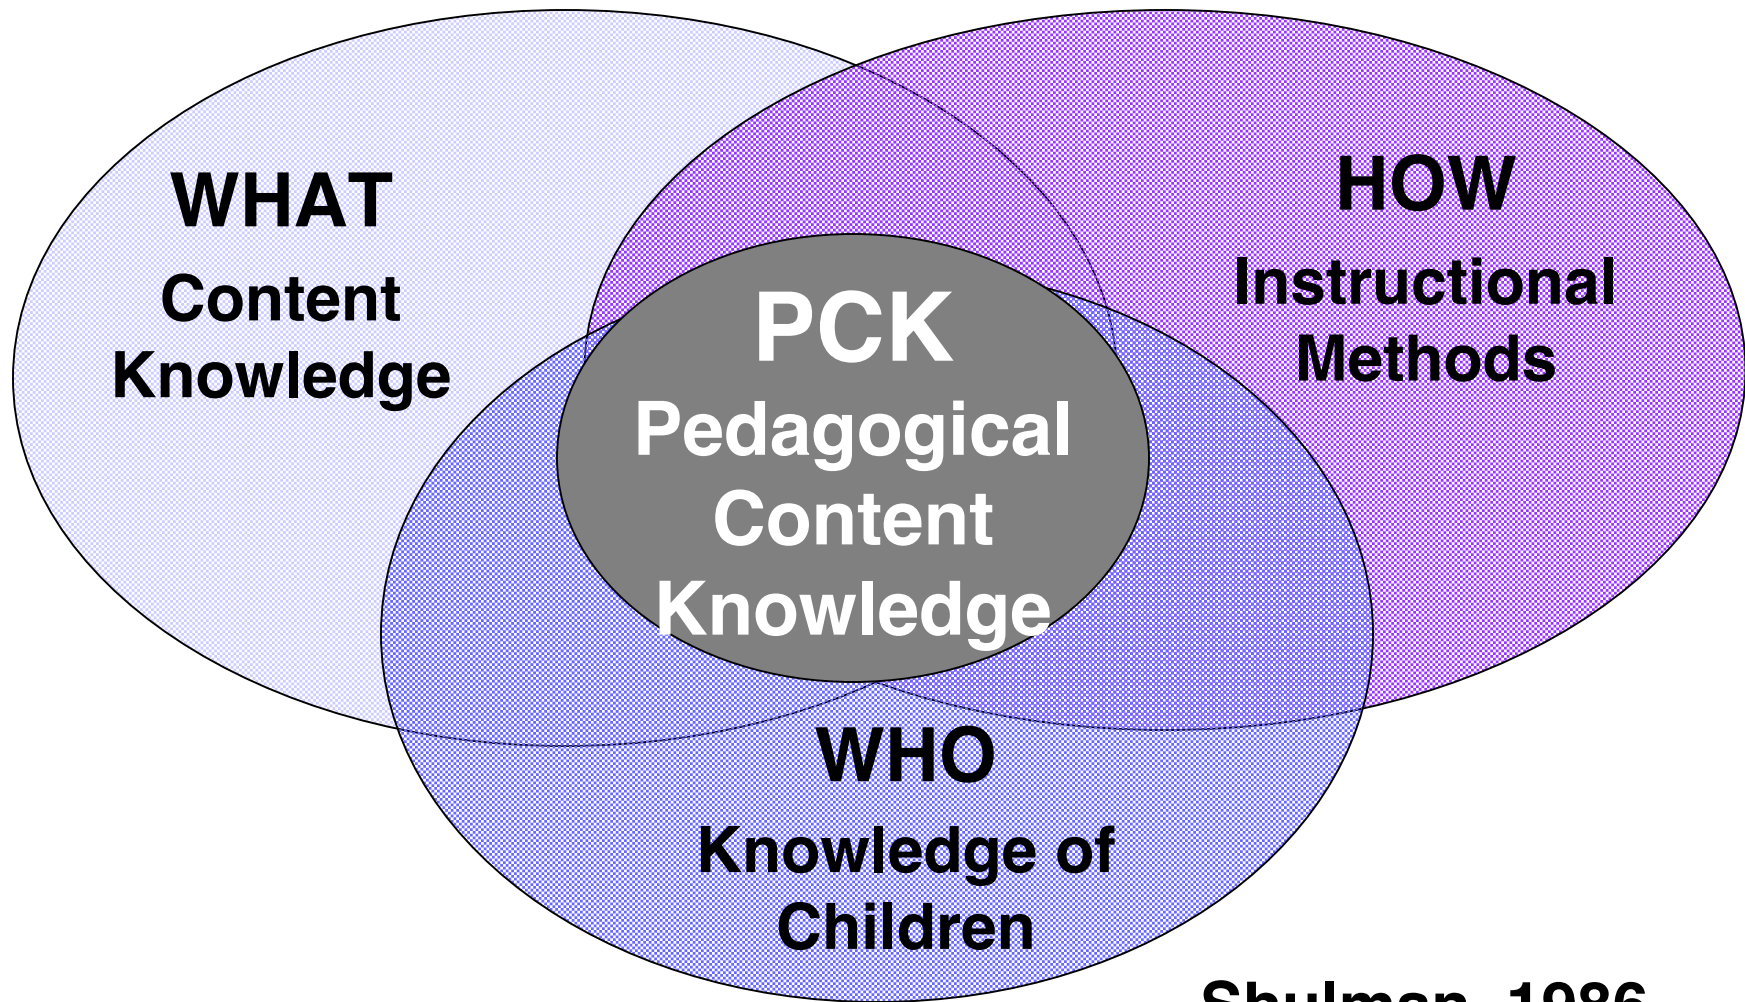 WHAT
Content
Knowledge
HOW
Instructional
Methods
PCK
Pedagogical
Content
Knowledge
WHO
Knowledge of
Children
Shulman, 1986